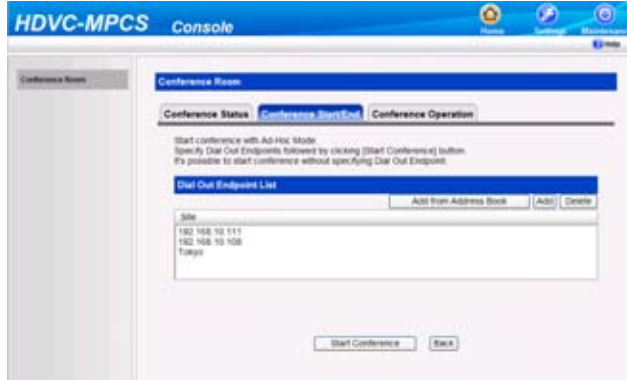 HDVC-MPCS Console
Home Settings Maintenance
Help
Conference Room
Conference Room
Conference Status Conference Start/End Conference Operation
Start conference with Ad-Hoc Mode.
Specify Dial Out Endpoints followed by clicking [Start Conference] button.
It's possible to start conference without specifying Dial Out Endpoint.
Dial Out Endpoint List
Add from Address Book Add Delete
Site
192.168.10.111
192.168.10.108
Tokyo
Start Conference Back